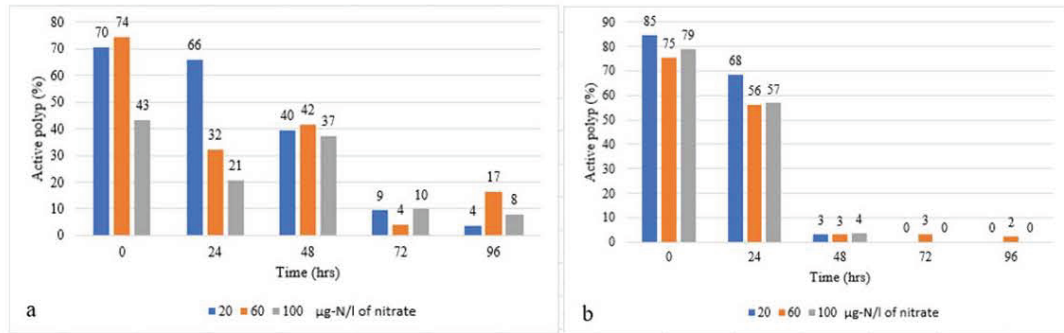 80
70
60
50
40
30
20
10
0
Active polyp (%)
70 74 43
66 32 21
40 42 37
9 4 10
4 17 8
0 24 48 72 96
Time (hrs)
20 60 100 µg-N/l of nitrate
a
90
80
70
60
50
40
30
20
10
0
Active polyp (%)
85 75 79
68 56 57
3 3 4
0 3 0
0 2 0
0 24 48 72 96
Time (hrs)
20 60 100 µg-N/l of nitrate
b